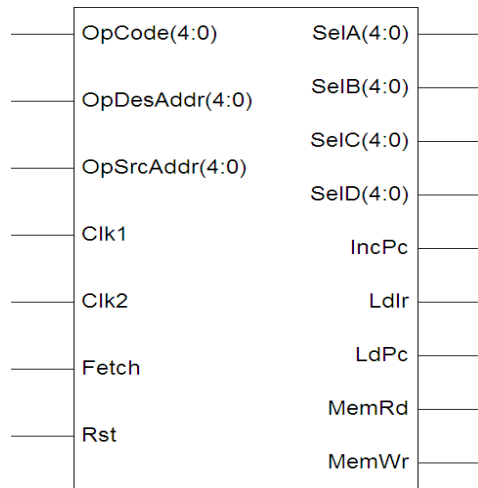 OpCode(4:0)
OpDesAddr(4:0)
OpSrcAddr(4:0)
Clk1
Clk2
Fetch
Rst
SelA(4:0)
SelB(4:0)
SelC(4:0)
SelD(4:0)
IncPc
LdIr
LdPc
MemRd
MemWr